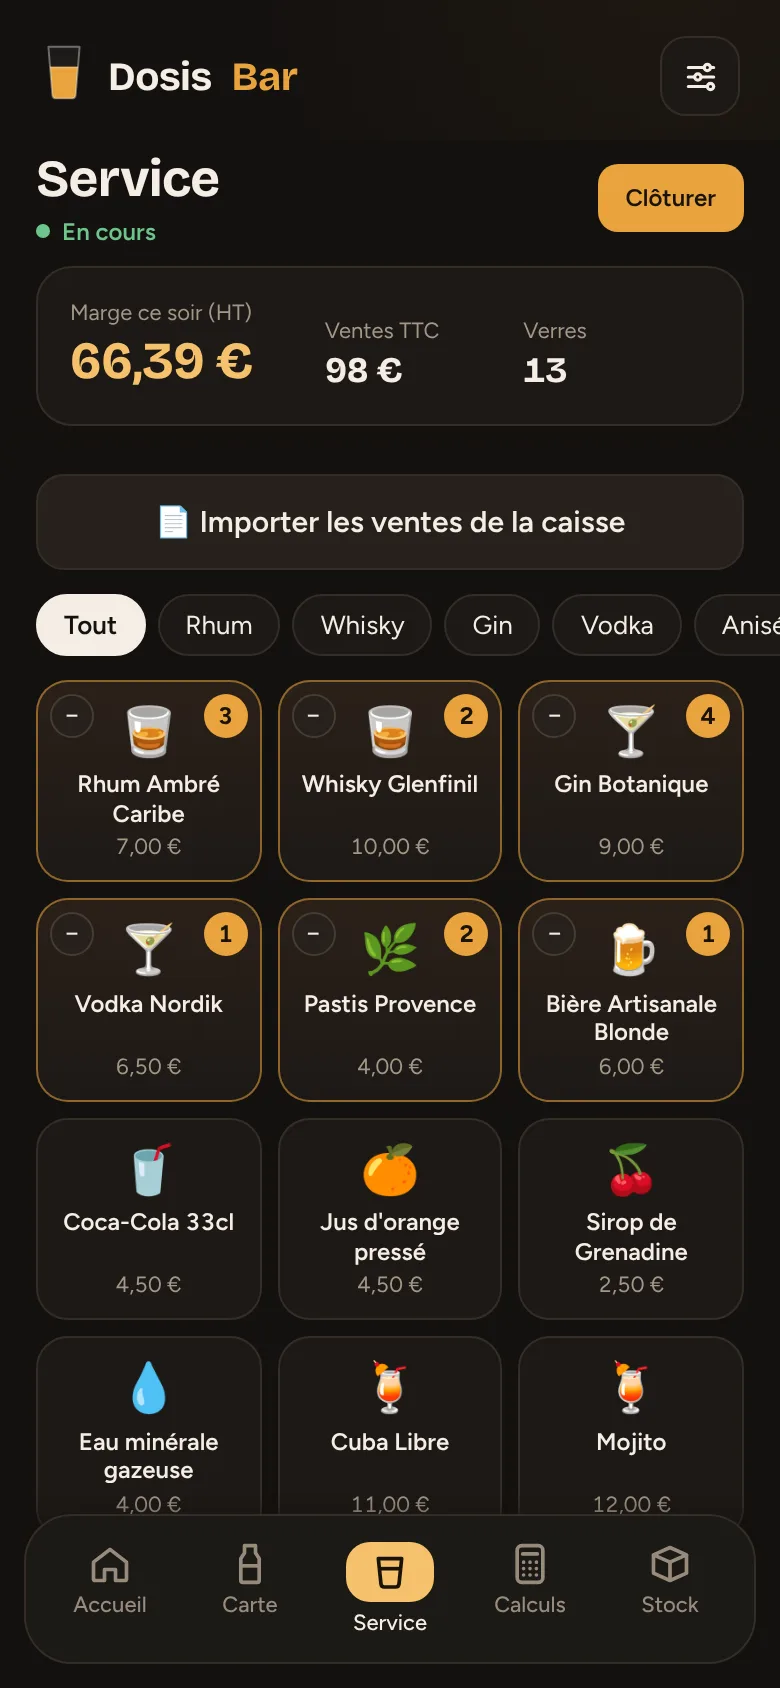 Dosis Bar
Service
Clôturer
En cours
Marge ce soir (HT)
66,39 €
Ventes TTC
98 €
Verres
13
Importer les ventes de la caisse
Tout
Rhum
Whisky
Gin
Vodka
Anisé
−
3
Rhum Ambré
Caribe
7,00 €
−
2
Whisky Glenfinil
10,00 €
−
4
Gin Botanique
9,00 €
−
1
Vodka Nordik
6,50 €
−
2
Pastis Provence
4,00 €
−
1
Bière Artisanale
Blonde
6,00 €
Coca-Cola 33cl
4,50 €
Jus d'orange
pressé
4,50 €
Sirop de
Grenadine
2,50 €
Eau minérale
gazeuse
4,00 €
Cuba Libre
11,00 €
Mojito
12,00 €
Accueil
Carte
Service
Calculs
Stock